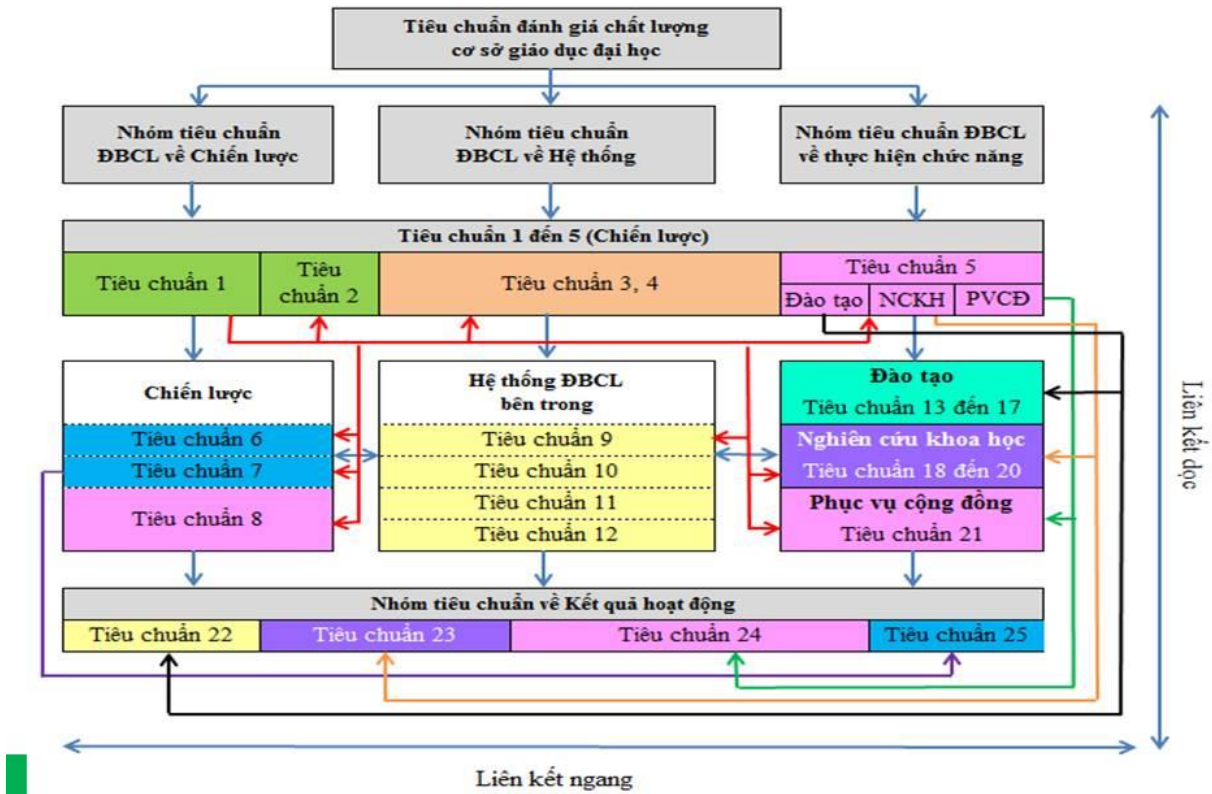 Tiêu chuẩn đánh giá chất lượng
cơ sở giáo dục đại học
Nhóm tiêu chuẩn
ĐBCL về Chiến lược
Nhóm tiêu chuẩn
ĐBCL về Hệ thống
Nhóm tiêu chuẩn ĐBCL
về thực hiện chức năng
Tiêu chuẩn 1 đến 5 (Chiến lược)
Tiêu chuẩn 1
Tiêu
chuẩn 2
Tiêu chuẩn 3, 4
Tiêu chuẩn 5
Đào tạo
NCKH
PVCĐ
Chiến lược
Tiêu chuẩn 6
Tiêu chuẩn 7
Tiêu chuẩn 8
Hệ thống ĐBCL
bên trong
Tiêu chuẩn 9
Tiêu chuẩn 10
Tiêu chuẩn 11
Tiêu chuẩn 12
Đào tạo
Tiêu chuẩn 13 đến 17
Nghiên cứu khoa học
Tiêu chuẩn 18 đến 20
Phục vụ cộng đồng
Tiêu chuẩn 21
Liên kết dọc
Nhóm tiêu chuẩn về Kết quả hoạt động
Tiêu chuẩn 22
Tiêu chuẩn 23
Tiêu chuẩn 24
Tiêu chuẩn 25
Liên kết ngang